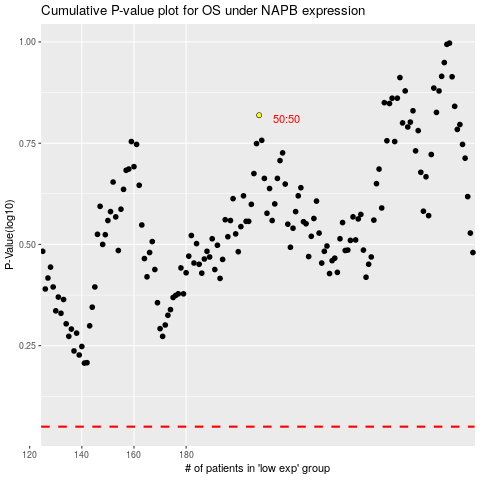 Cumulative P-value plot for OS under NAPB expression
1.00
0.75
0.50
0.25
P-Value(log10)
50:50
120 140 160 180
# of patients in 'low exp' group